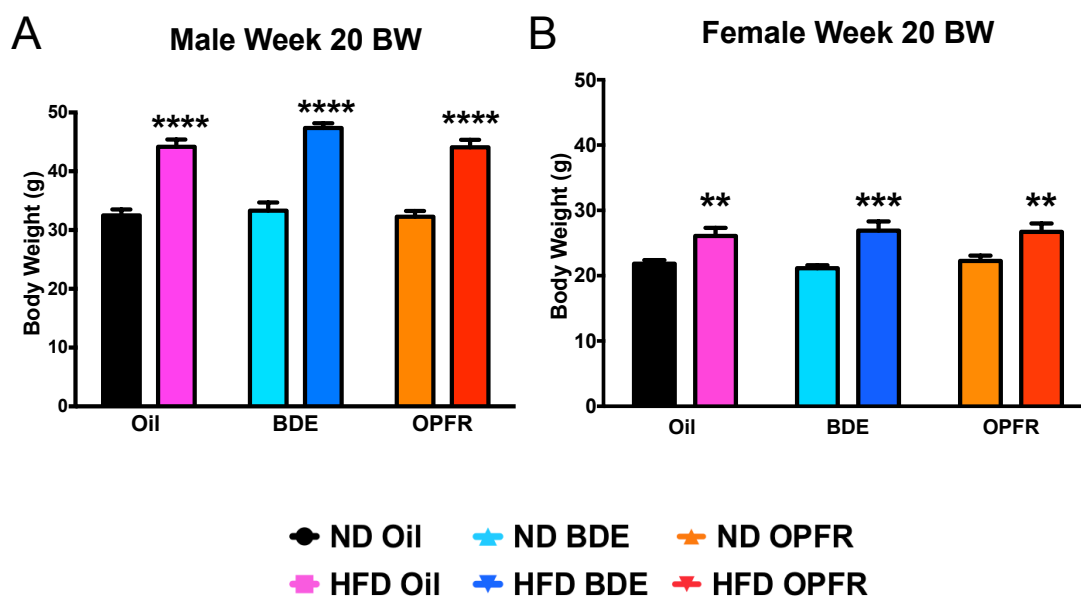 A
Male Week 20 BW
Body Weight (g)
50
40
30
20
10
0
****
****
****
Oil
BDE
OPFR
B
Female Week 20 BW
Body Weight (g)
50
40
30
20
10
0
**
***
**
Oil
BDE
OPFR
ND Oil
ND BDE
ND OPFR
HFD Oil
HFD BDE
HFD OPFR